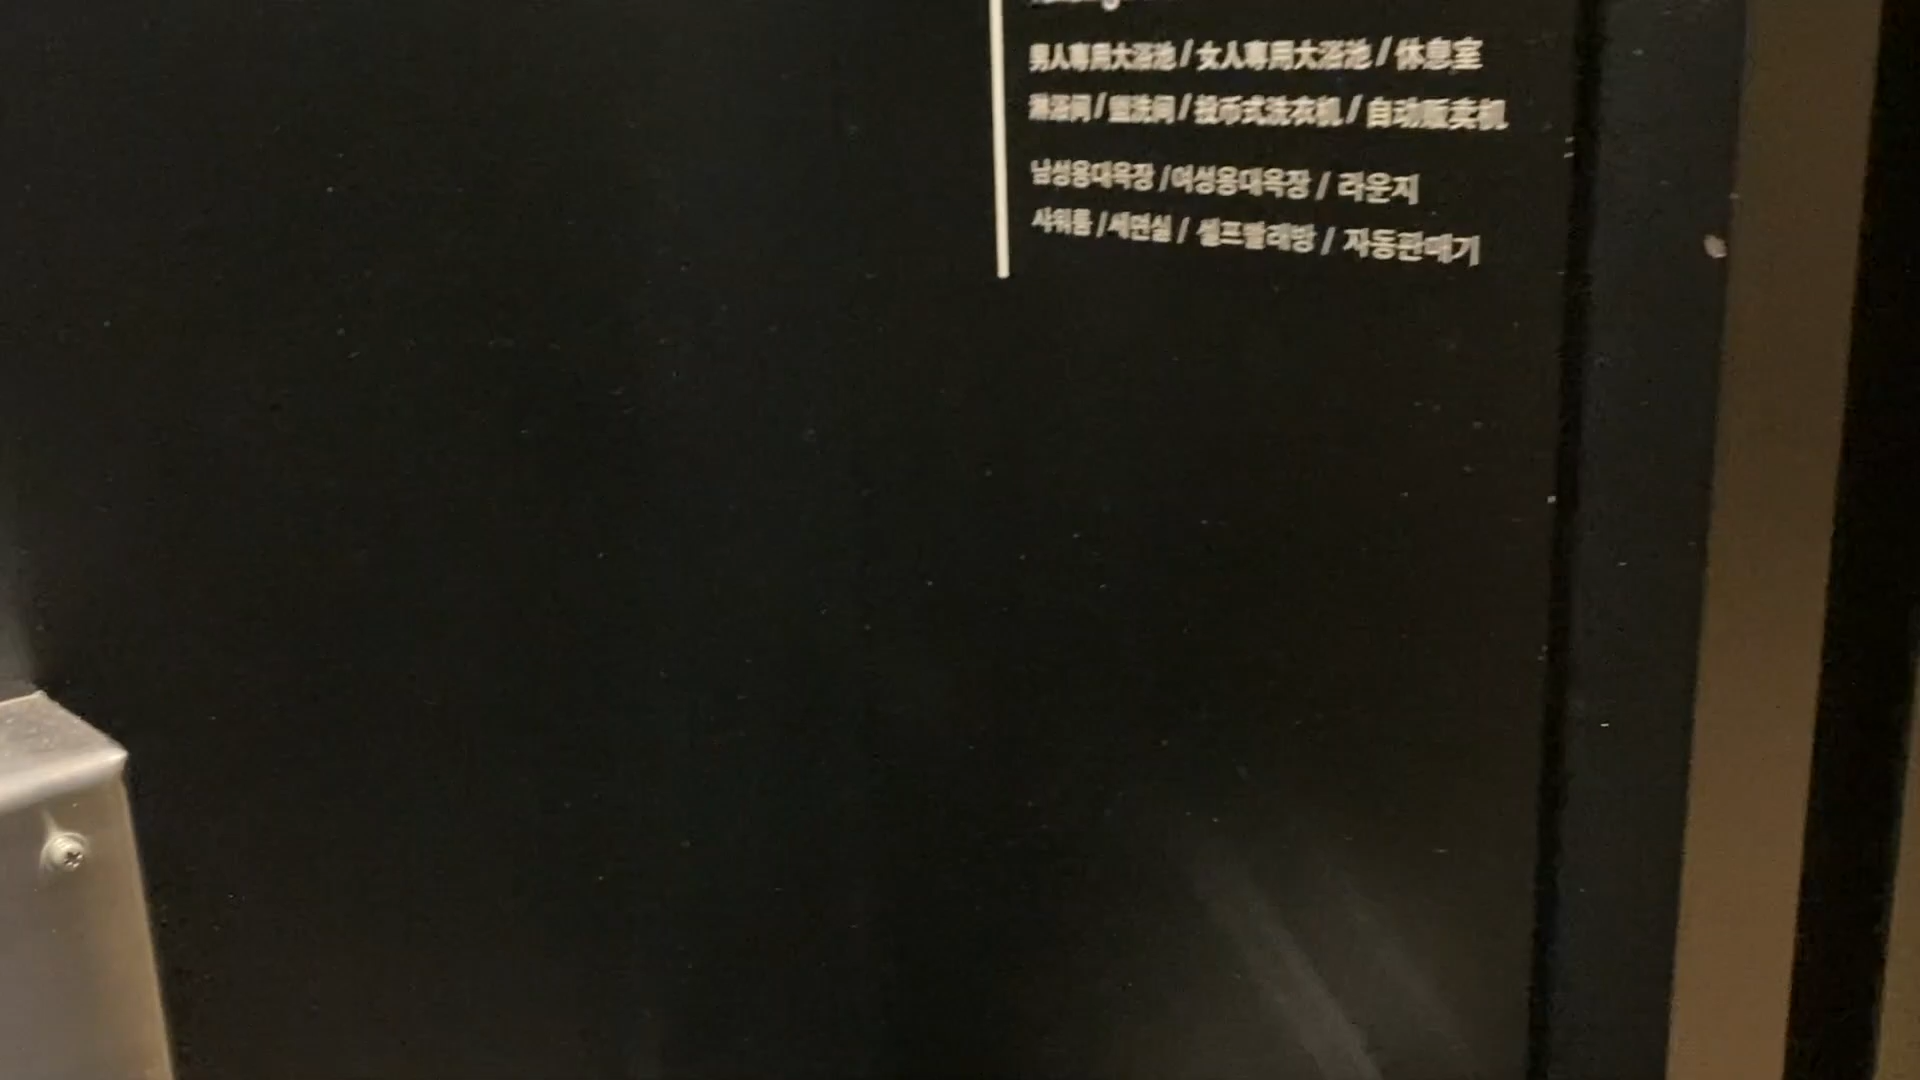 男人専用大浴池 / 女人専用大浴池 / 休息室
淋浴间 / 盥洗间 / 投币式洗衣机 / 自动贩卖机
남성용대욕장 / 여성용대욕장 / 라운지
샤워룸 / 세면실 / 셀프빨래방 / 자동판매기